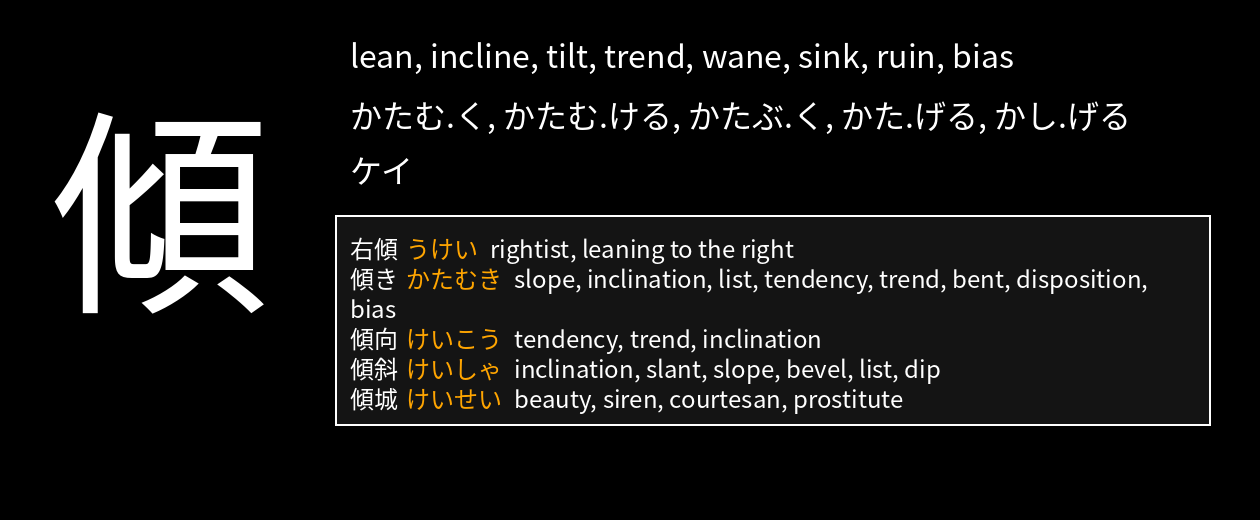 傾
lean, incline, tilt, trend, wane, sink, ruin, bias
かたむ.く, かたむ.ける, かたぶ.く, かた.げる, かし.げる
ケイ
右傾 うけい rightist, leaning to the right
傾き かたむき slope, inclination, list, tendency, trend, bent, disposition,
bias
傾向 けいこう tendency, trend, inclination
傾斜 けいしゃ inclination, slant, slope, bevel, list, dip
傾城 けいせい beauty, siren, courtesan, prostitute